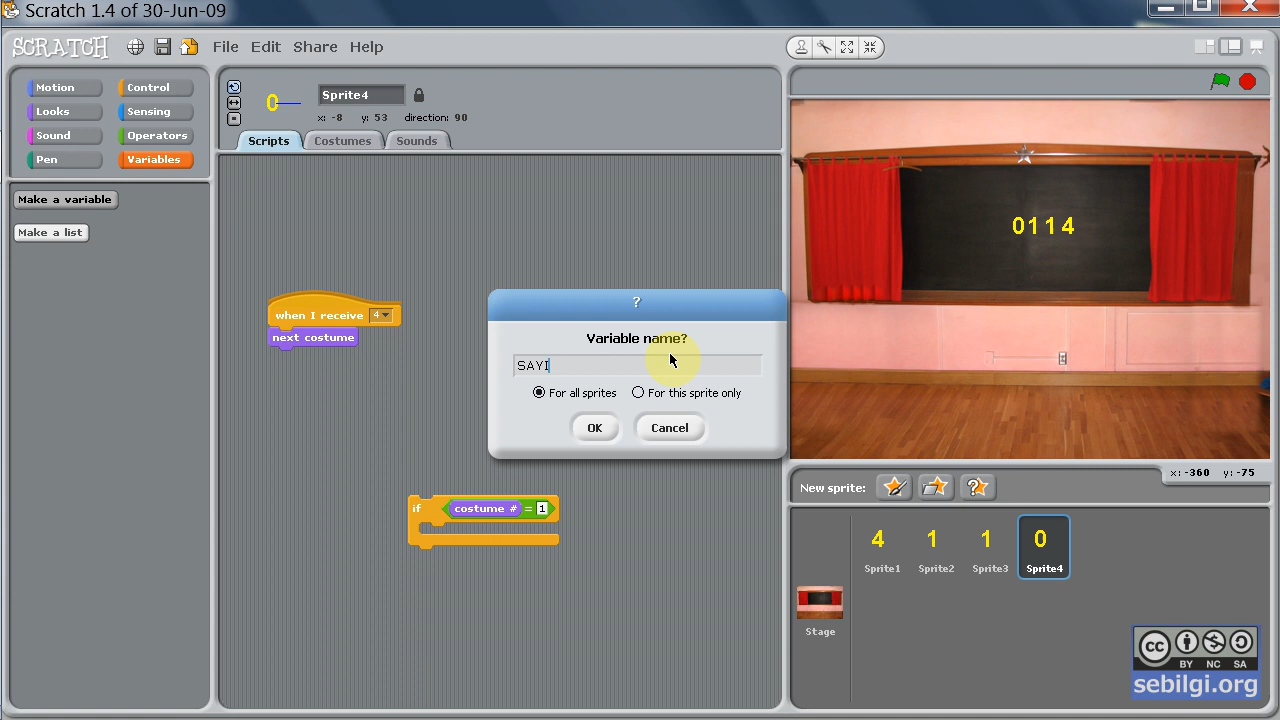 Scratch 1.4 of 30-Jun-09
SCRATCH File Edit Share Help
Motion Control
Looks Sensing
Sound Operators
Pen Variables
Make a variable
Make a list
0 Sprite4
x: -8 y: 53 direction: 90
Scripts Costumes Sounds
when I receive 4
next costume
?
Variable name?
SAYI
For all sprites For this sprite only
OK Cancel
if costume # = 1
0114
x: -360 y: -75
New sprite: ?
4 1 1 0
Sprite1 Sprite2 Sprite3 Sprite4
Stage
cc BY NC SA
sebilgi.org